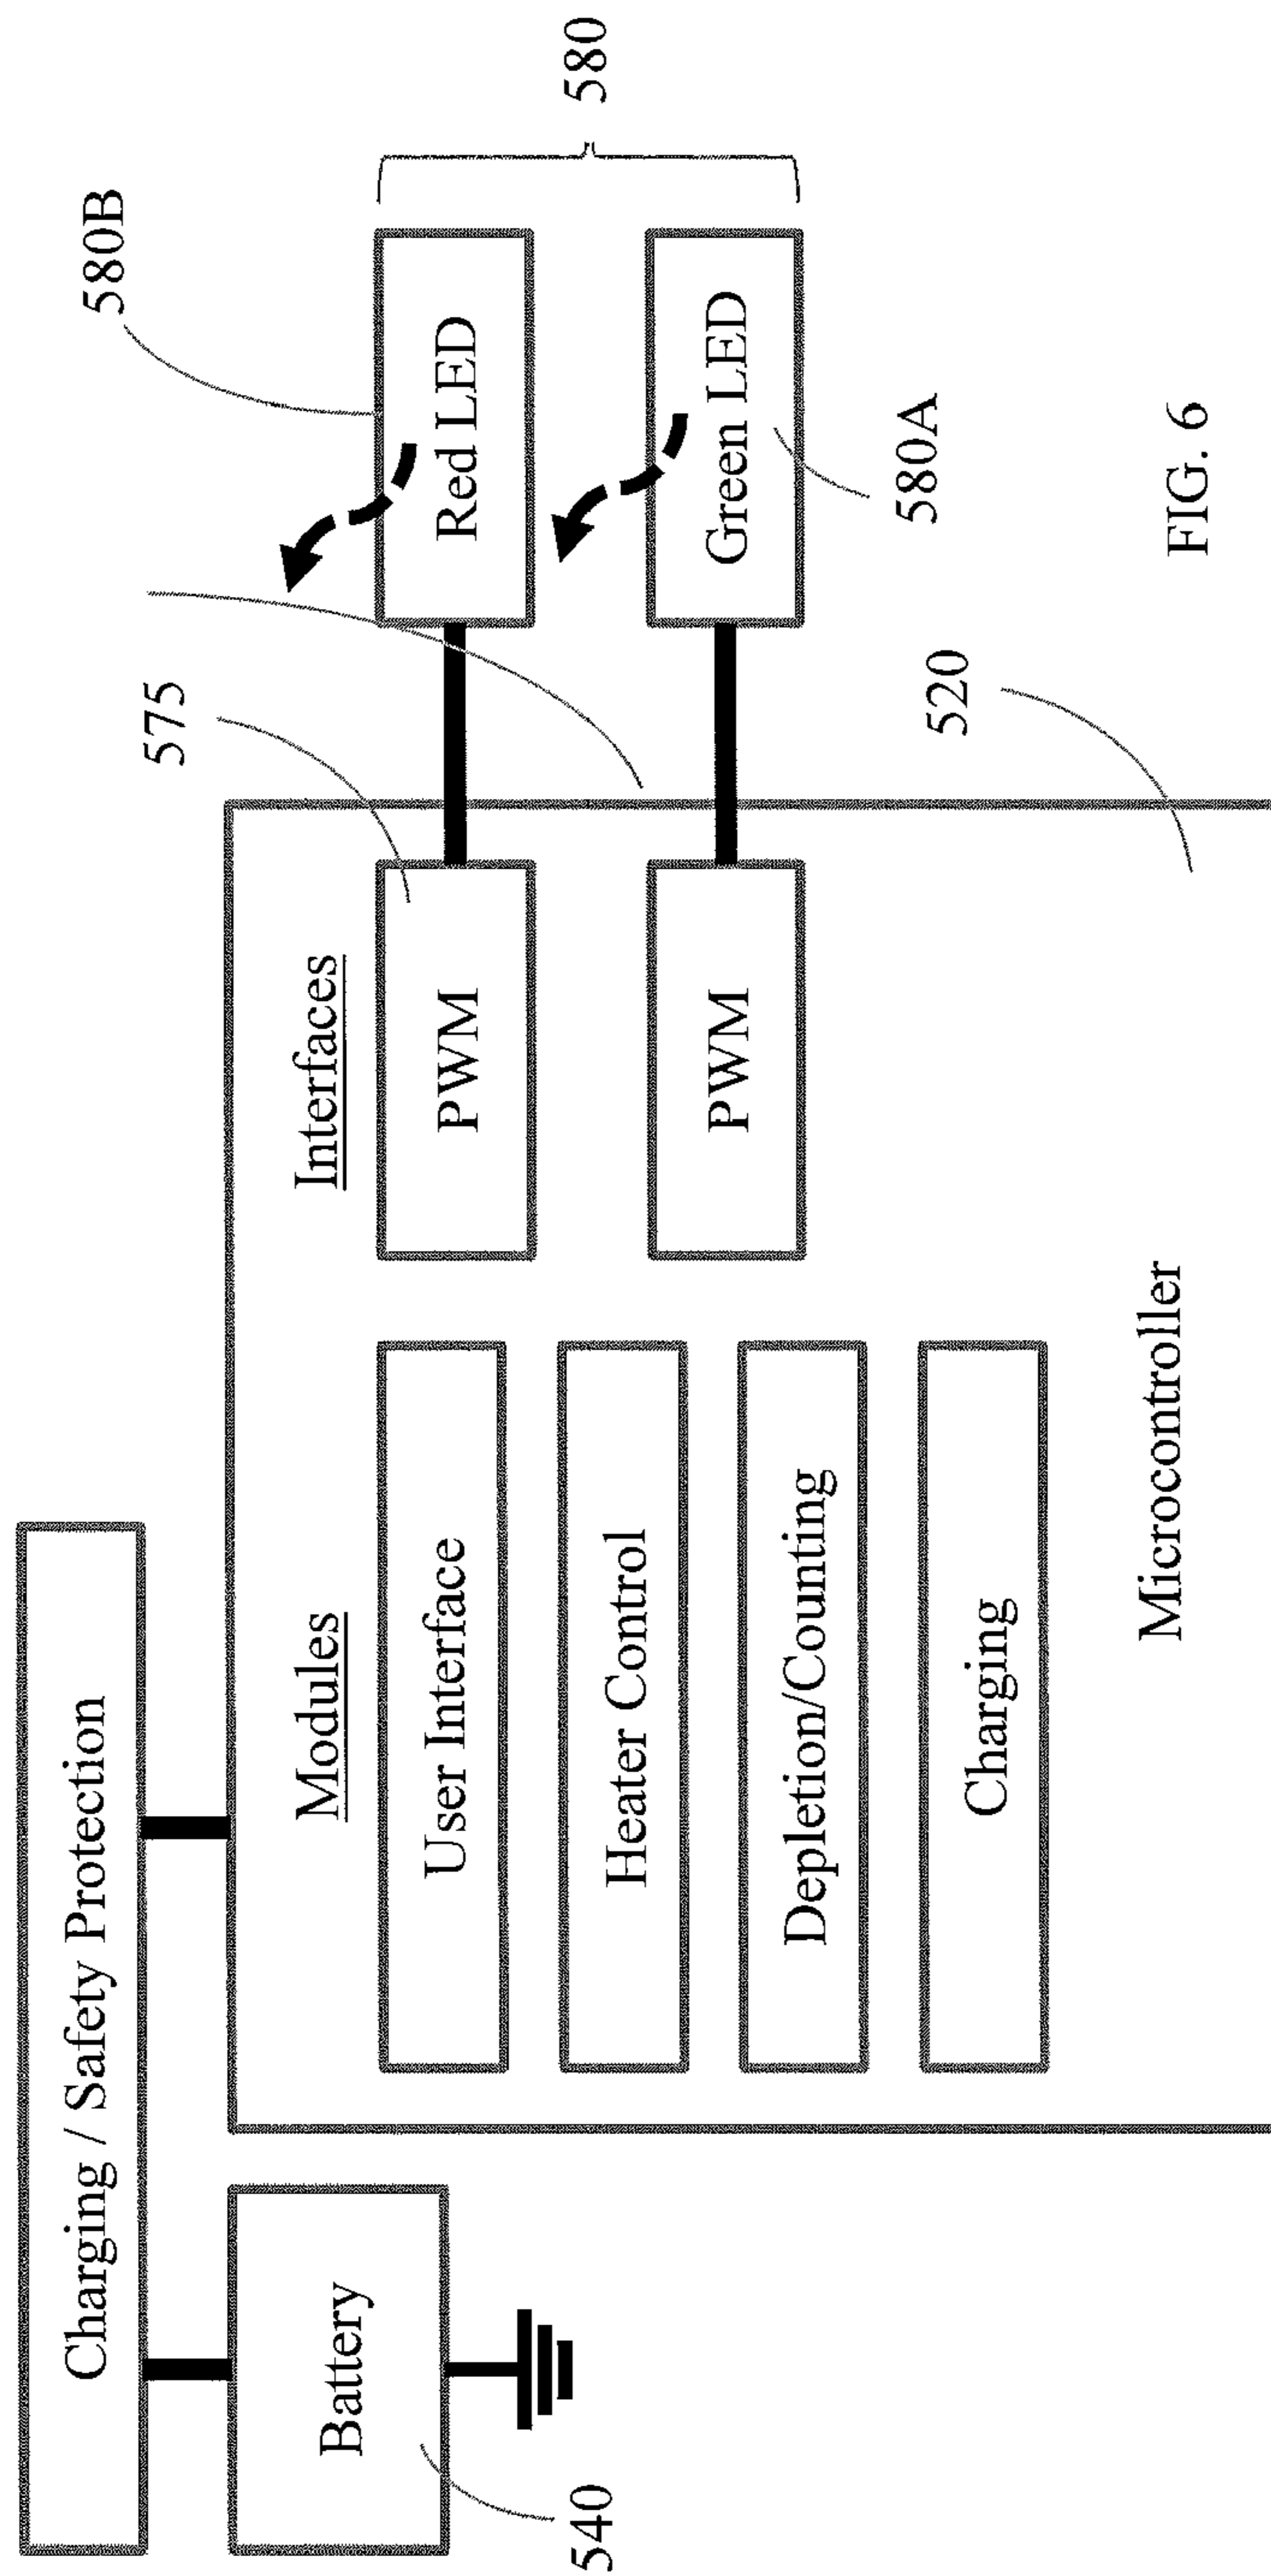 Charging / Safety Protection
Battery
540
Modules
User Interface
Heater Control
Depletion/Counting
Charging
Microcontroller
Interfaces
PWM
PWM
575
520
Red LED
Green LED
580B
580A
580
FIG. 6